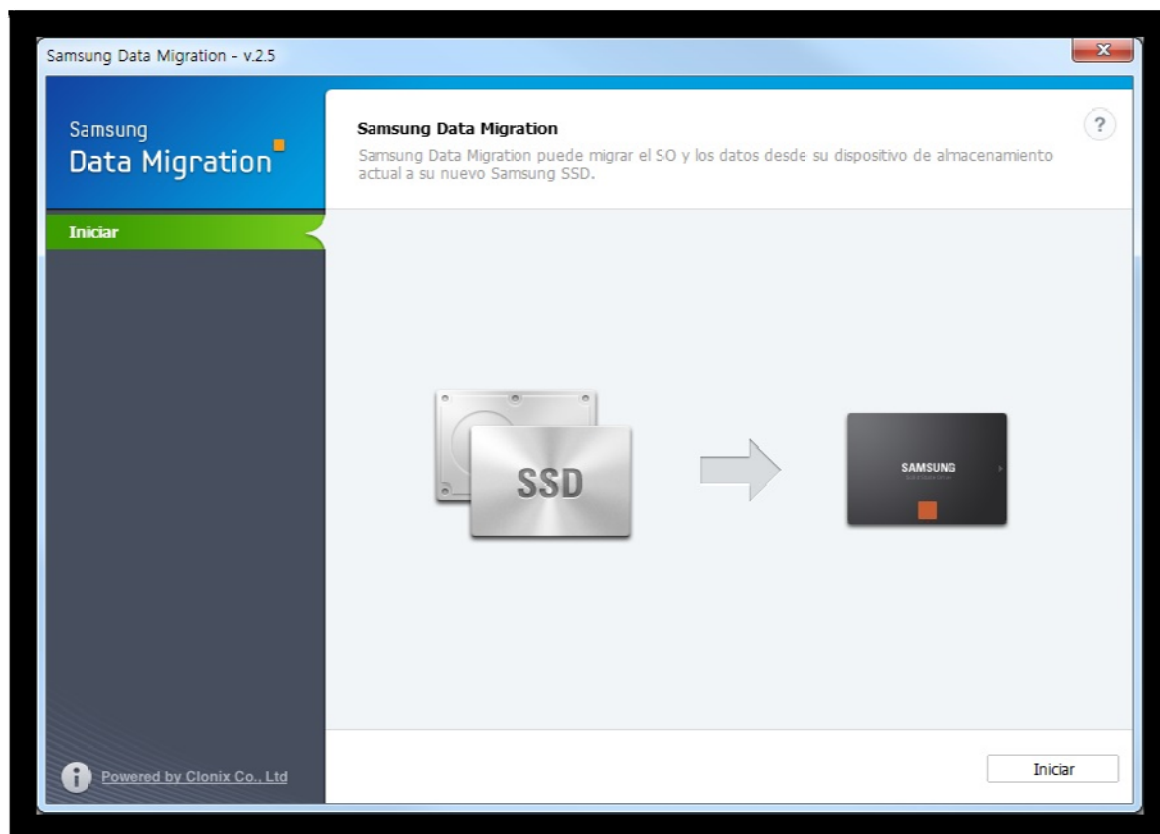 Samsung Data Migration - v.2.5
Samsung
Data Migration
Samsung Data Migration
Samsung Data Migration puede migrar el SO y los datos desde su dispositivo de almacenamiento
actual a su nuevo Samsung SSD.
?
Iniciar
SSD
SAMSUNG
Powered by Clonix Co., Ltd
Iniciar